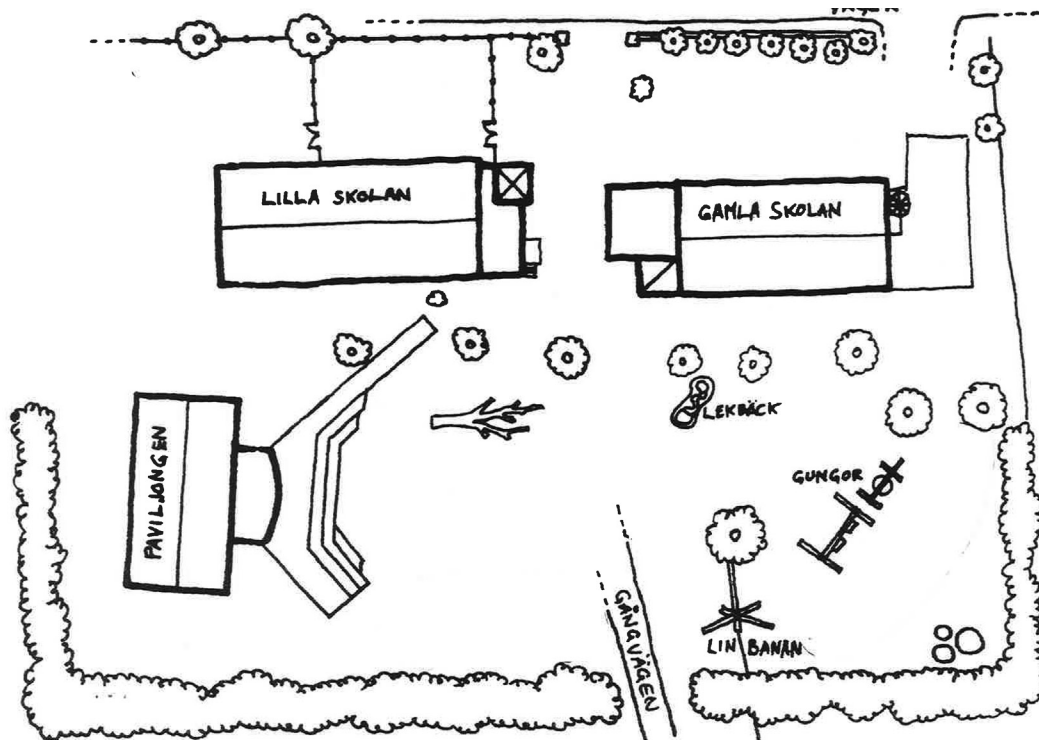 LILLA SKOLAN
GAMLA SKOLAN
LEKBÄCK
PAVILJONGEN
GUNGOR
GÅNGVÄGEN
LIN BANAN